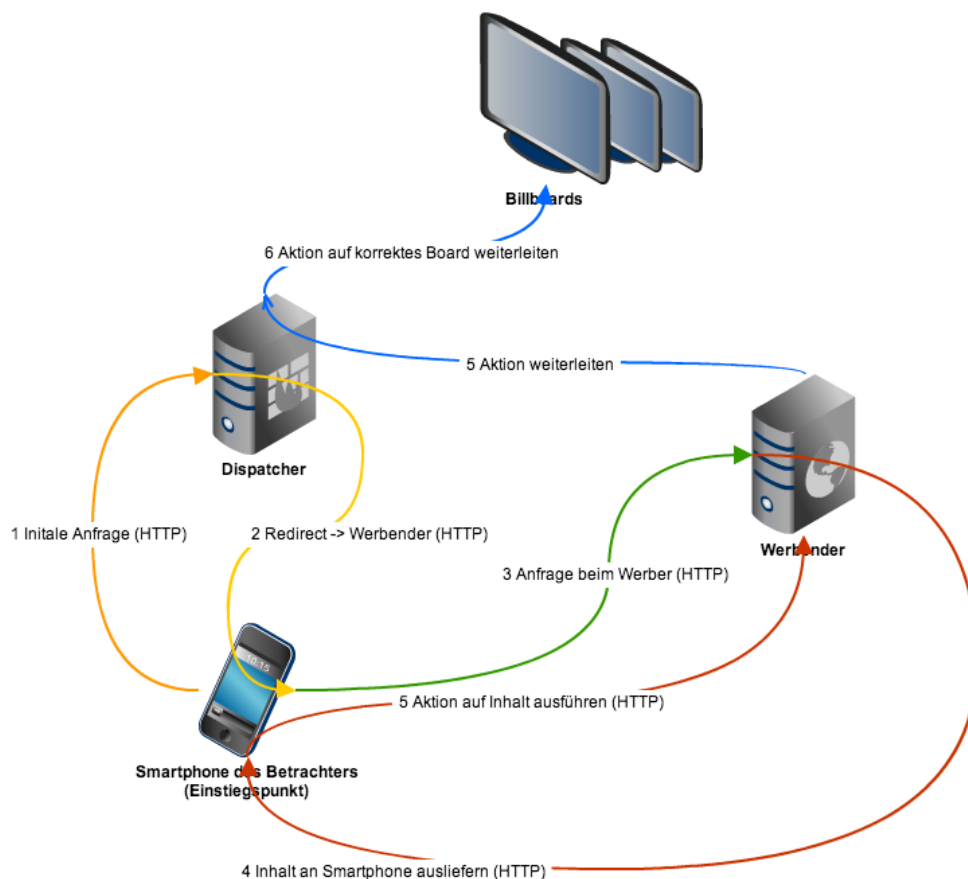 Billboards
6 Aktion auf korrektes Board weiterleiten
5 Aktion weiterleiten
Dispatcher
1 Initale Anfrage (HTTP)
2 Redirect -> Werbender (HTTP)
Werbender
3 Anfrage beim Werber (HTTP)
10:15
5 Aktion auf Inhalt ausführen (HTTP)
Smartphone des Betrachters
(Einstiegspunkt)
4 Inhalt an Smartphone ausliefern (HTTP)